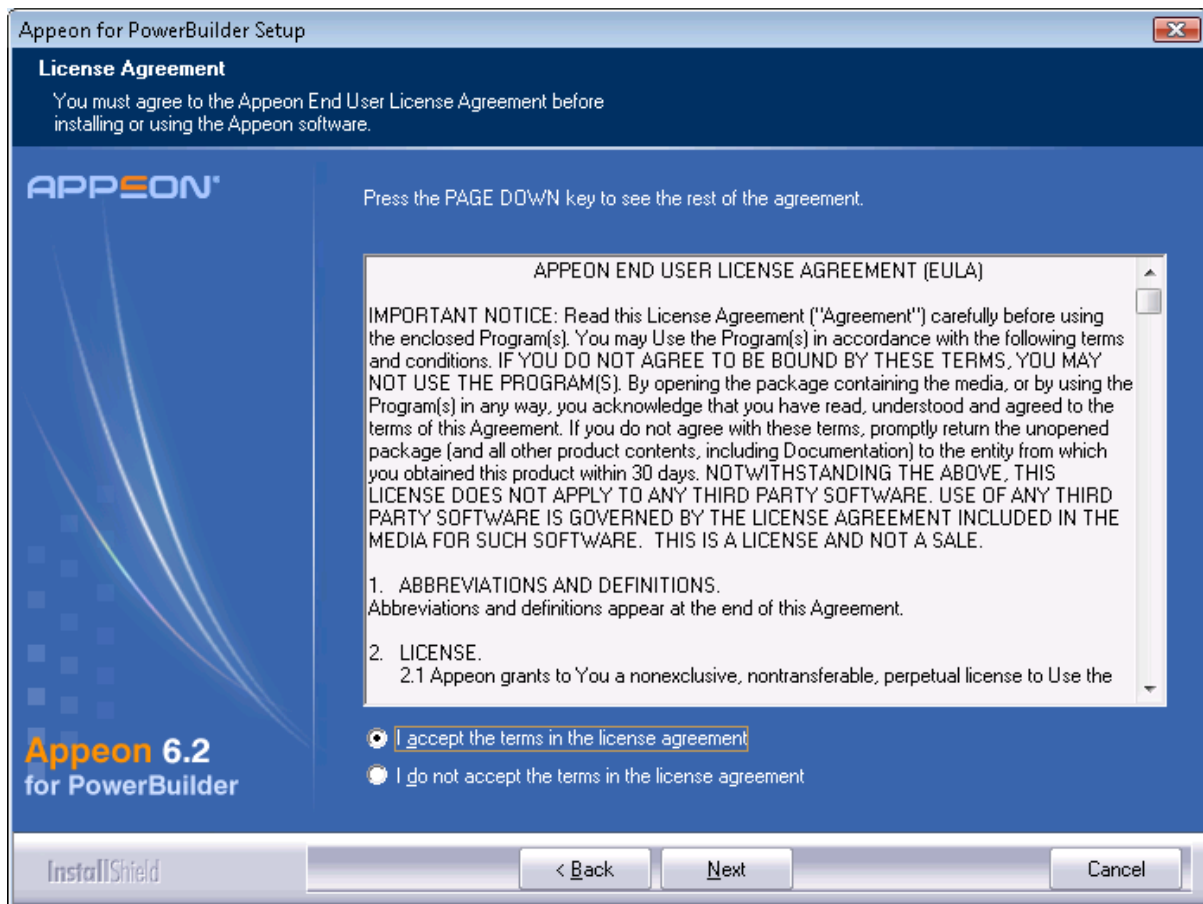 Appeon for PowerBuilder Setup
License Agreement
You must agree to the Appeon End User License Agreement before
installing or using the Appeon software.
APPEON
Press the PAGE DOWN key to see the rest of the agreement.
APPEON END USER LICENSE AGREEMENT (EULA)
IMPORTANT NOTICE: Read this License Agreement ("Agreement") carefully before using
the enclosed Program(s). You may Use the Program(s) in accordance with the following terms
and conditions. IF YOU DO NOT AGREE TO BE BOUND BY THESE TERMS, YOU MAY
NOT USE THE PROGRAM(S). By opening the package containing the media, or by using the
Program(s) in any way, you acknowledge that you have read, understood and agreed to the
terms of this Agreement. If you do not agree with these terms, promptly return the unopened
package (and all other product contents, including Documentation) to the entity from which
you obtained this product within 30 days. NOTWITHSTANDING THE ABOVE, THIS
LICENSE DOES NOT APPLY TO ANY THIRD PARTY SOFTWARE. USE OF ANY THIRD
PARTY SOFTWARE IS GOVERNED BY THE LICENSE AGREEMENT INCLUDED IN THE
MEDIA FOR SUCH SOFTWARE.  THIS IS A LICENSE AND NOT A SALE.
1.  ABBREVIATIONS AND DEFINITIONS.
Abbreviations and definitions appear at the end of this Agreement.
2.  LICENSE.
2.1 Appeon grants to You a nonexclusive, nontransferable, perpetual license to Use the
I accept the terms in the license agreement
I do not accept the terms in the license agreement
Appeon 6.2
for PowerBuilder
InstallShield
< Back
Next
Cancel